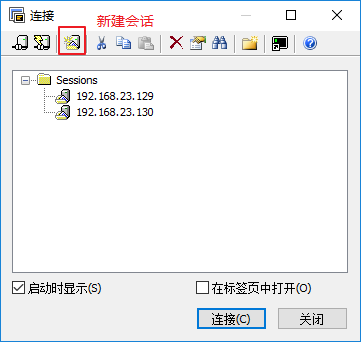 连接
新建会话
Sessions
192.168.23.129
192.168.23.130
启动时显示(S)
在标签页中打开(O)
连接(C)
关闭